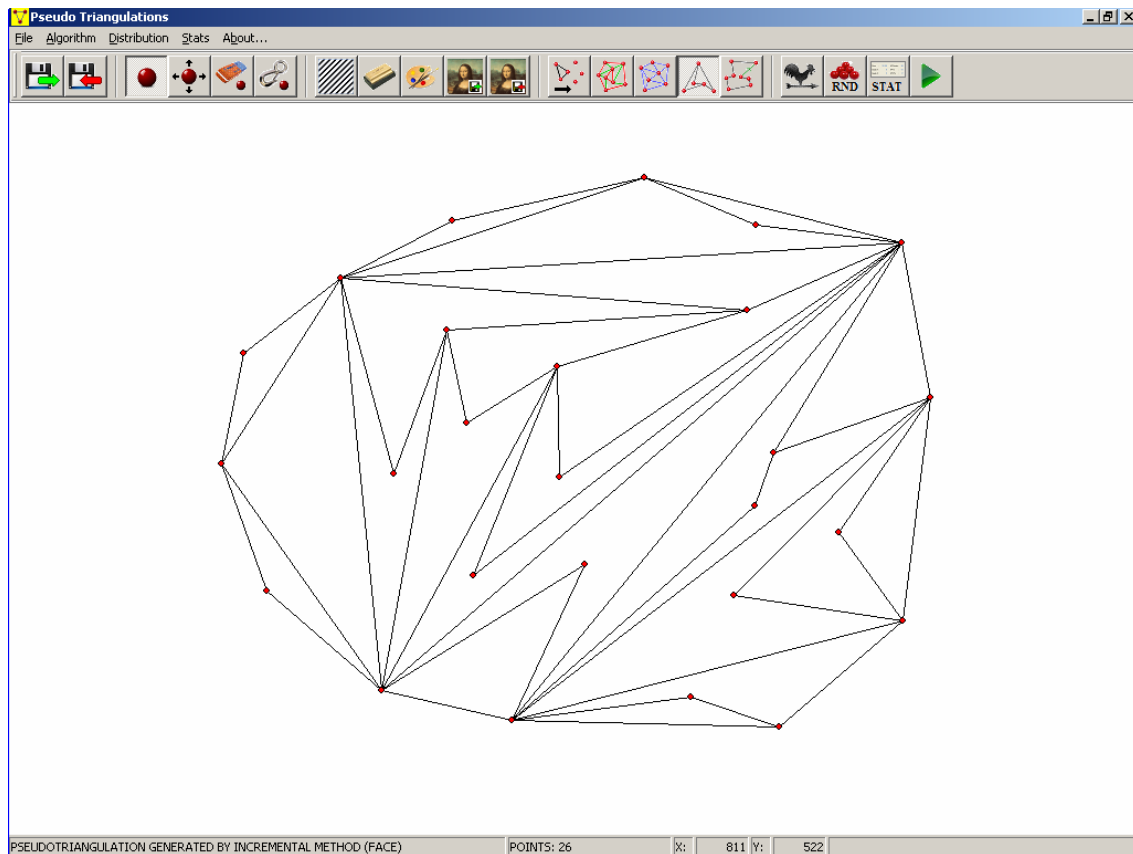 Pseudo Triangulations
File Algorithm Distribution Stats About...
RND STAT
PSEUDOTRIANGULATION GENERATED BY INCREMENTAL METHOD (FACE) POINTS: 26 X: 811 Y: 522